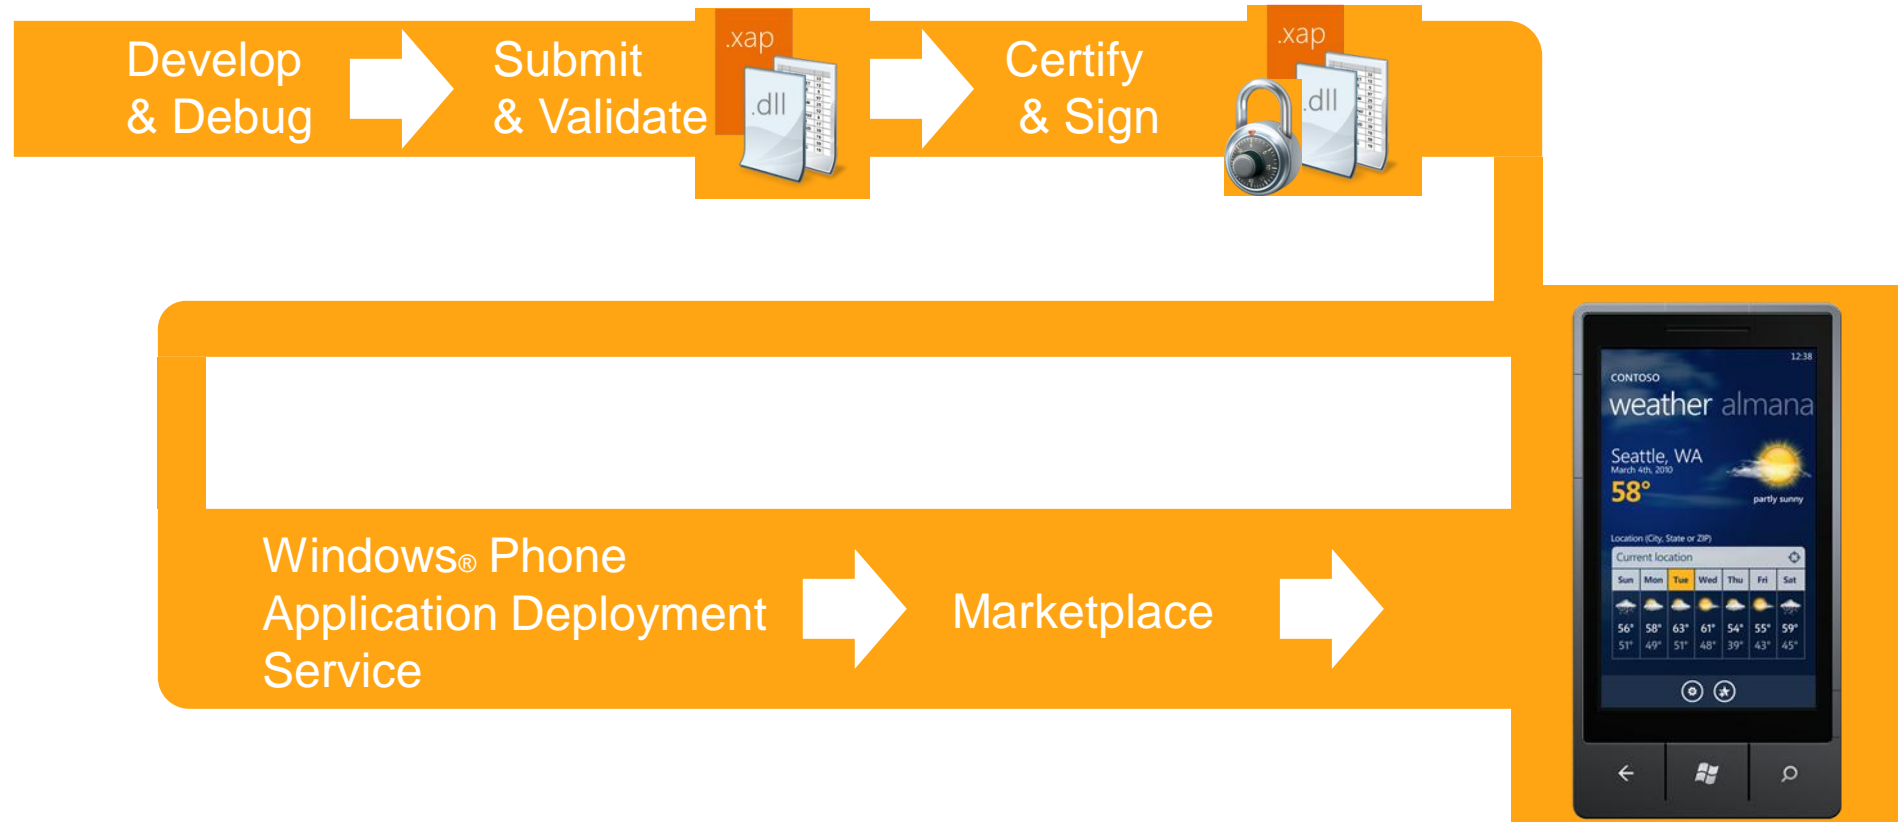 Develop
& Debug
Submit
& Validate
.xap
.dll
Certify
& Sign
.xap
.dll
Windows® Phone
Application Deployment
Service
Marketplace
12:38
CONTOSO
weather almana
Seattle, WA
March 4th, 2010
58°
partly sunny
Location (City, State or ZIP)
Current location
Sun Mon Tue Wed Thu Fri Sat
56° 58° 63° 61° 54° 55° 59°
51° 49° 51° 48° 39° 43° 45°